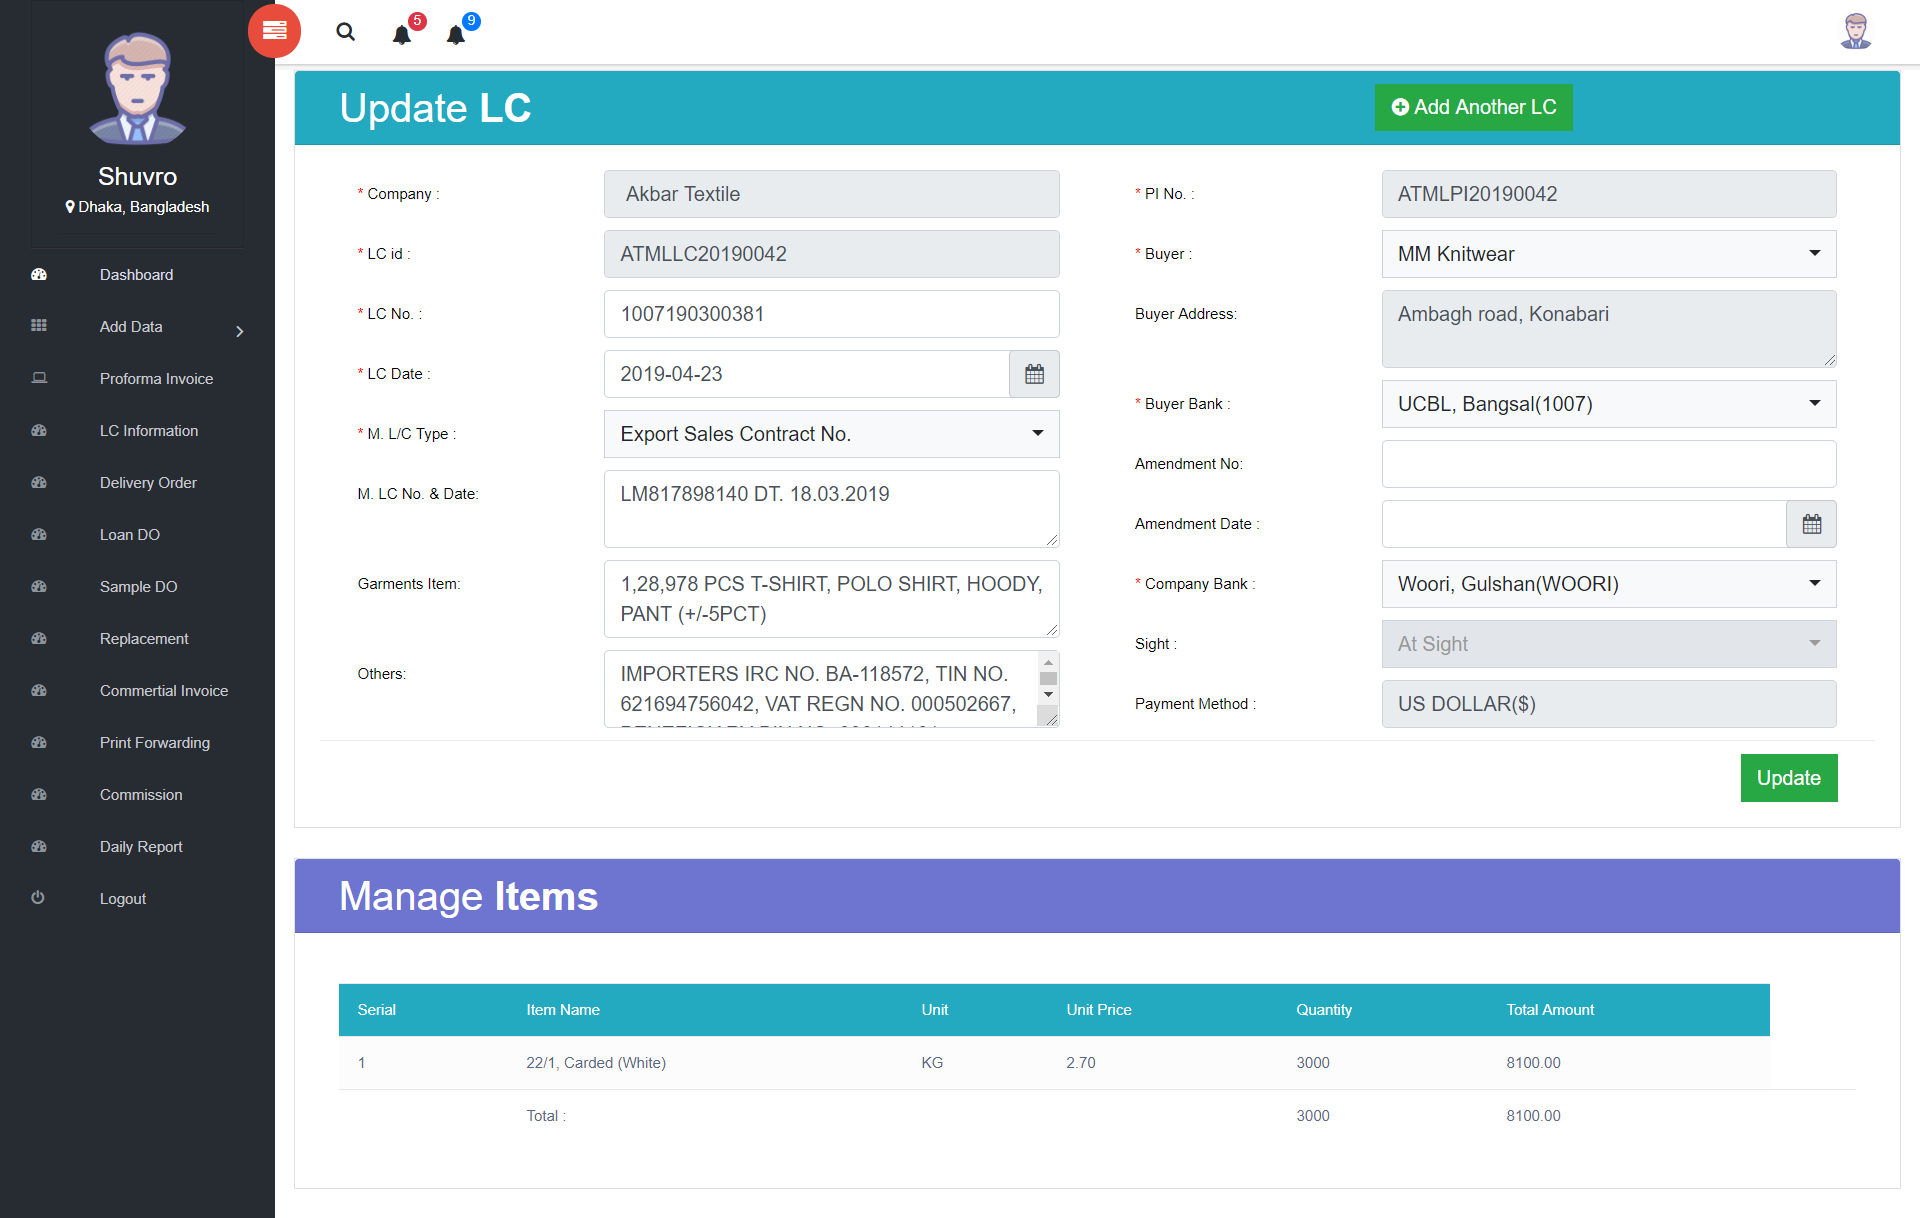 Shuvro
Dhaka, Bangladesh
Dashboard
Add Data
Proforma Invoice
LC Information
Delivery Order
Loan DO
Sample DO
Replacement
Commertial Invoice
Print Forwarding
Commission
Daily Report
Logout
5
9
Update LC
Add Another LC
* Company :
Akbar Textile
* LC id :
ATMLLC20190042
* LC No. :
1007190300381
* LC Date :
2019-04-23
* M. L/C Type :
Export Sales Contract No.
M. LC No. & Date:
LM817898140 DT. 18.03.2019
Garments Item:
1,28,978 PCS T-SHIRT, POLO SHIRT, HOODY,
PANT (+/-5PCT)
Others:
IMPORTERS IRC NO. BA-118572, TIN NO.
621694756042, VAT REGN NO. 000502667,
* PI No. :
ATMLPI20190042
* Buyer :
MM Knitwear
Buyer Address:
Ambagh road, Konabari
* Buyer Bank :
UCBL, Bangsal(1007)
Amendment No:
Amendment Date :
* Company Bank :
Woori, Gulshan(WOORI)
Sight :
At Sight
Payment Method :
US DOLLAR($)
Update
Manage Items
Serial Item Name Unit Unit Price Quantity Total Amount
1 22/1, Carded (White) KG 2.70 3000 8100.00
Total : 3000 8100.00